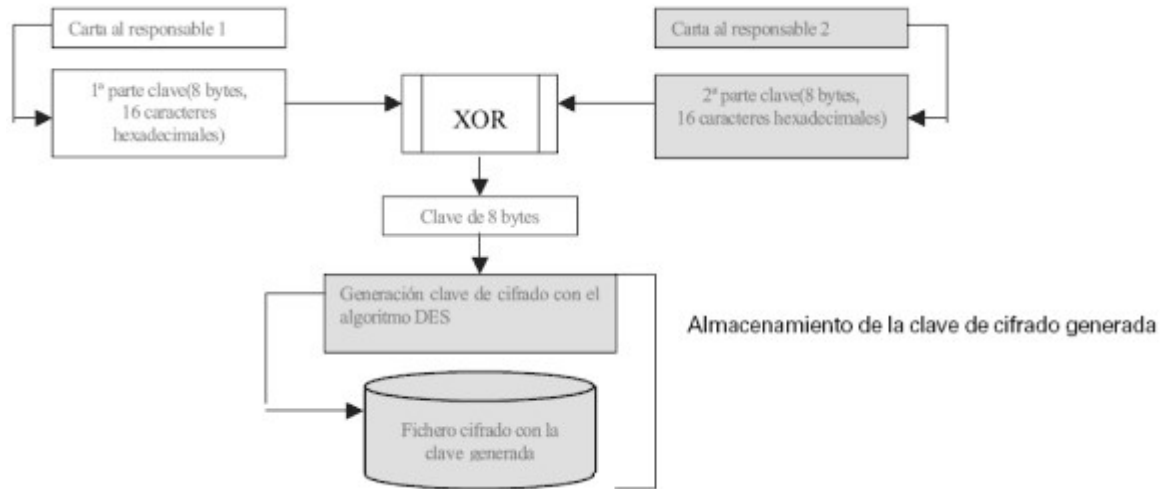 Carta al responsable 1
Carta al responsable 2
1ª parte clave(8 bytes,
16 caracteres
hexadecimales)
XOR
2ª parte clave(8 bytes,
16 caracteres hexadecimales)
Clave de 8 bytes
Generación clave de cifrado con el
algoritmo DES
Almacenamiento de la clave de cifrado generada
Fichero cifrado con la
clave generada